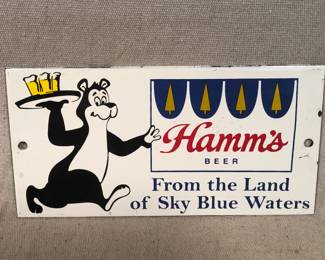 Hamm's
BEER
From the Land
of Sky Blue Waters